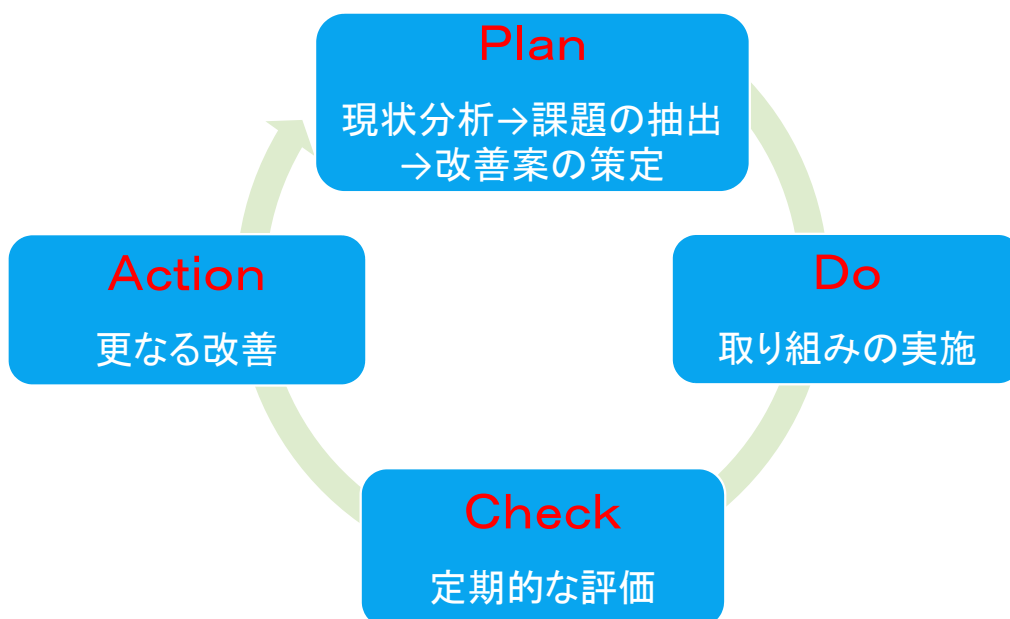 Plan
現状分析→課題の抽出
→改善案の策定
Do
取り組みの実施
Check
定期的な評価
Action
更なる改善